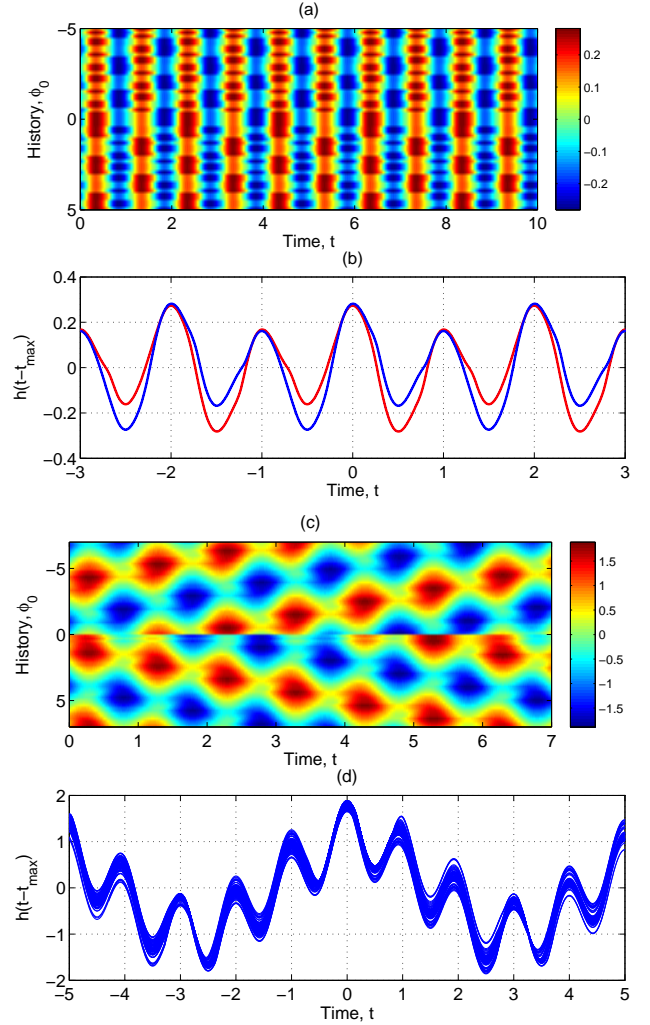 (a)
−5
0
5
History, ϕ0
0 2 4 6 8 10
Time, t
0.2
0.1
0
−0.1
−0.2
(b)
0.4
0.2
0
−0.2
−0.4
h(t−tmax)
−3 −2 −1 0 1 2 3
Time, t
(c)
−5
0
5
History, ϕ0
0 1 2 3 4 5 6 7
Time, t
1.5
1
0.5
0
−0.5
−1
−1.5
(d)
2
1
0
−1
−2
h(t−tmax)
−5 −4 −3 −2 −1 0 1 2 3 4 5
Time, t